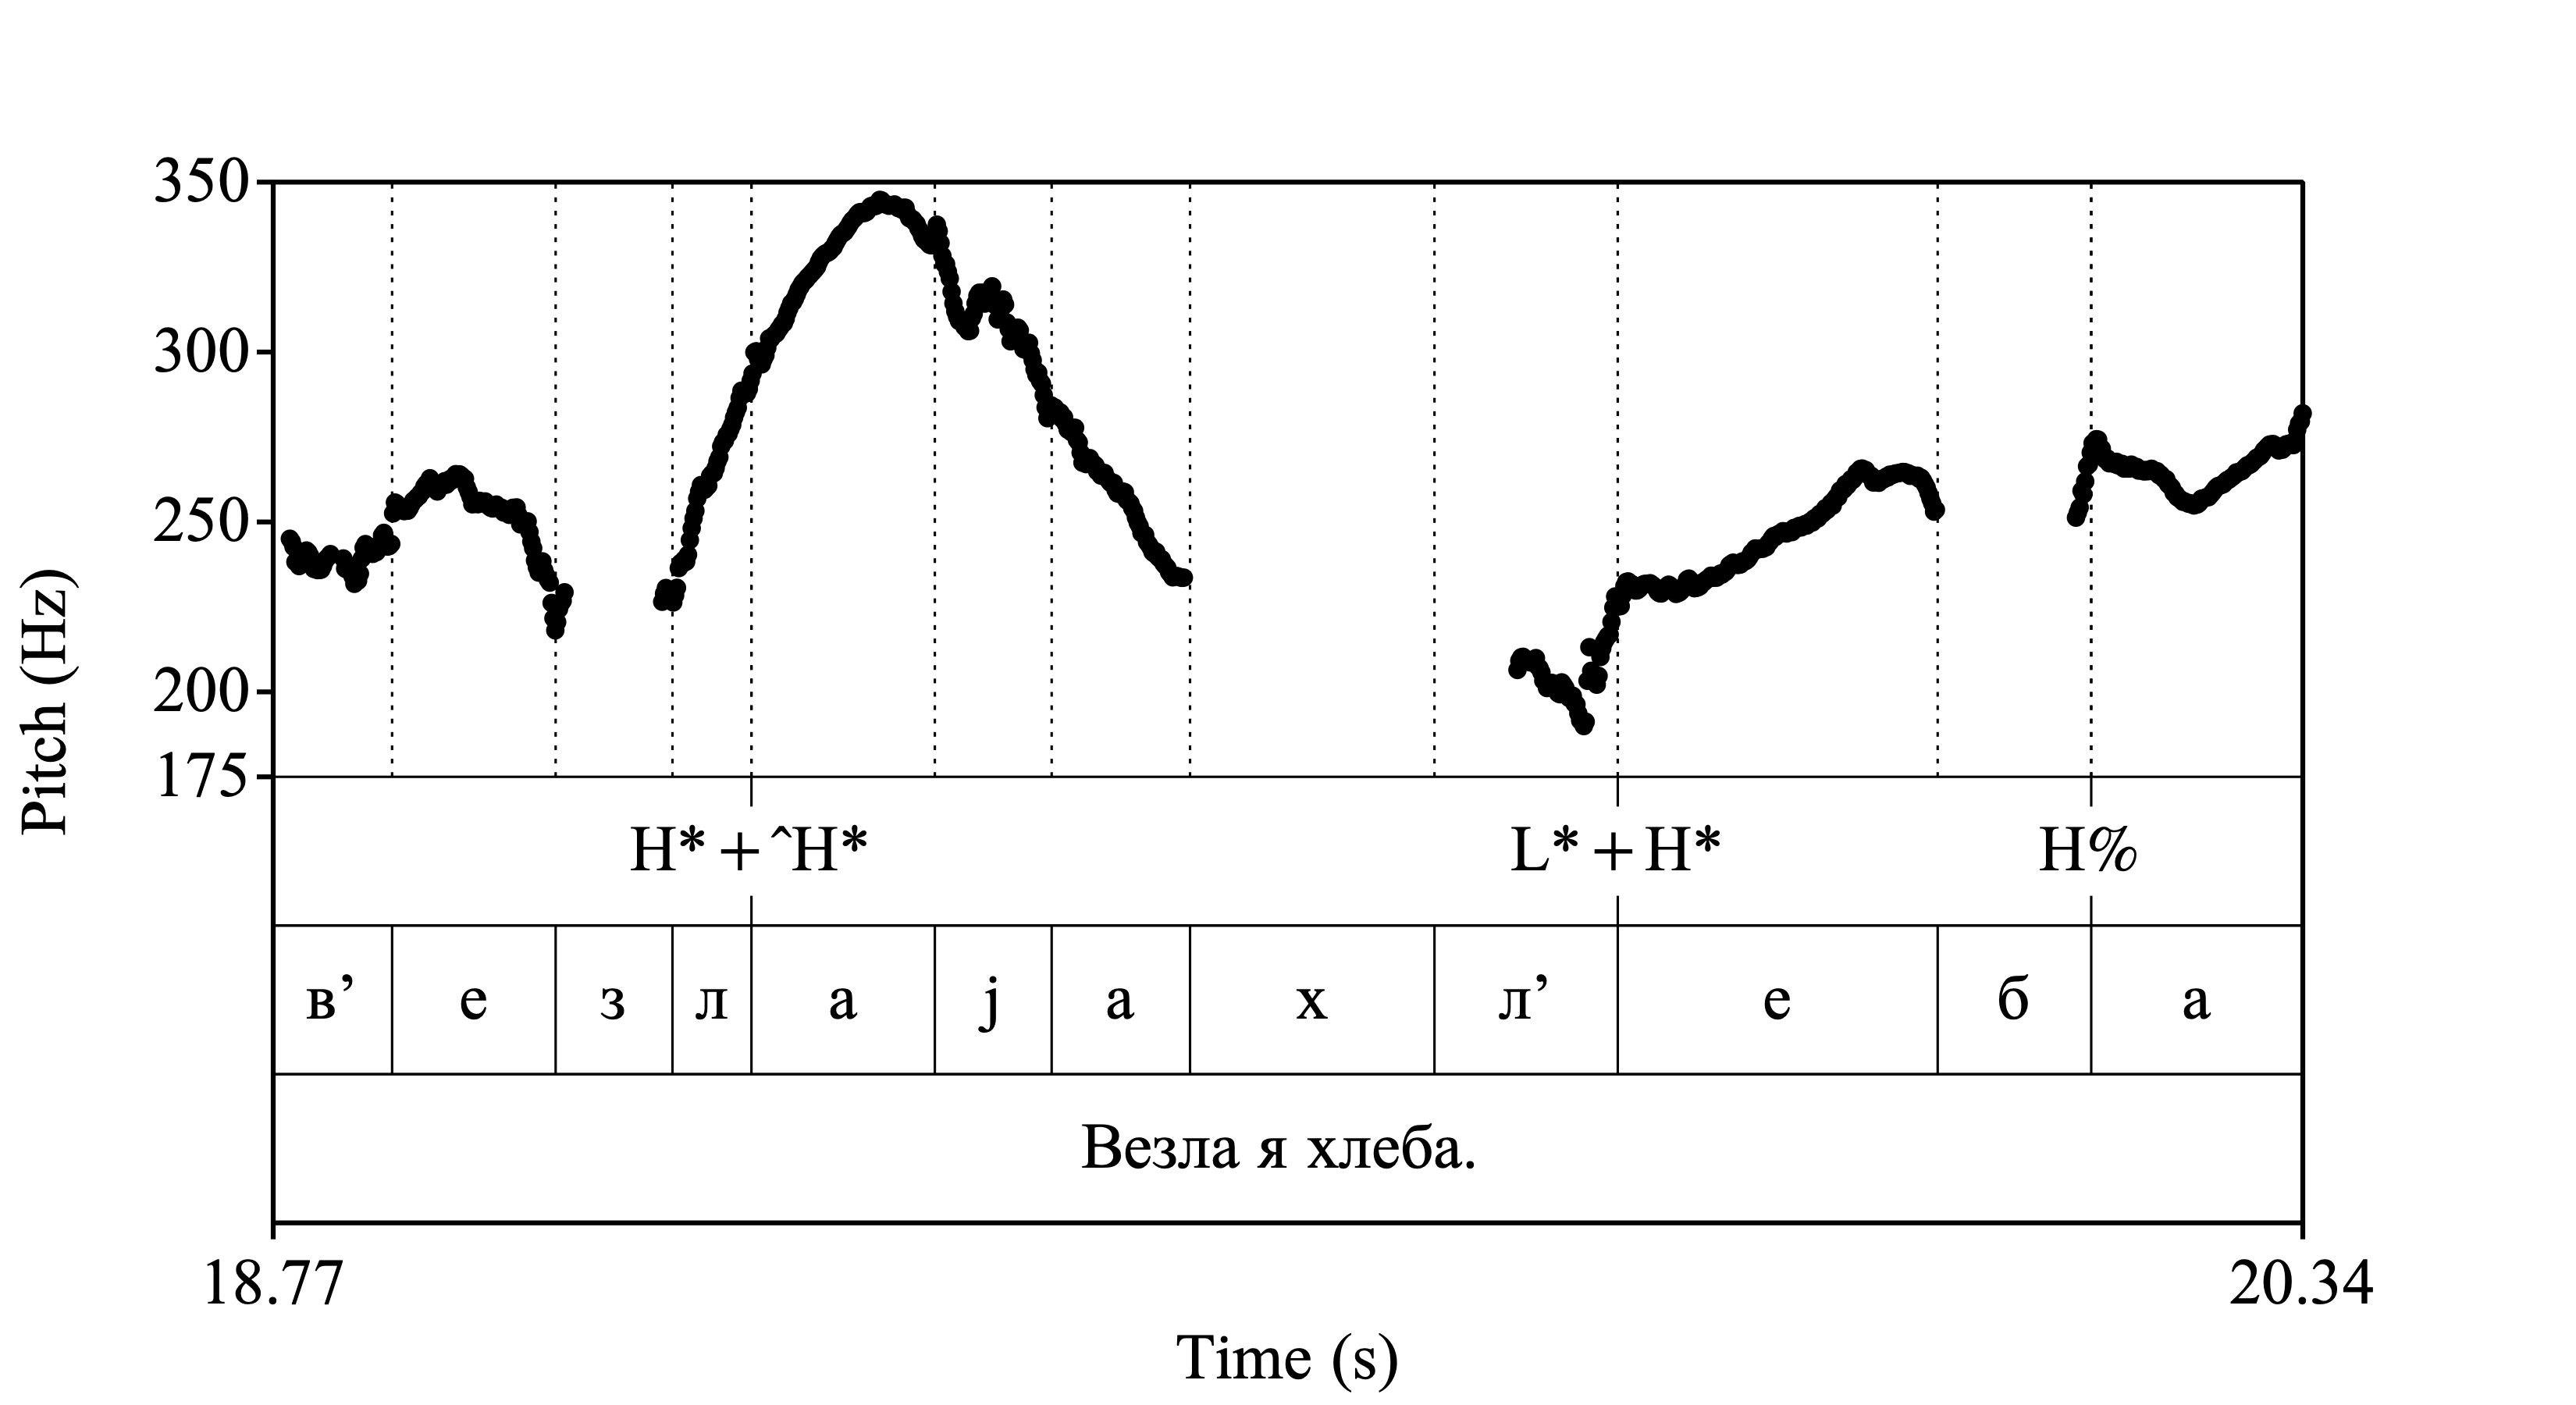 350
300
250
200
175
Pitch (Hz)
H*+ˆH* L*+H* H%
в’ е з л а j а х л’ е б а
Везла я хлеба.
18.77 20.34
Time (s)